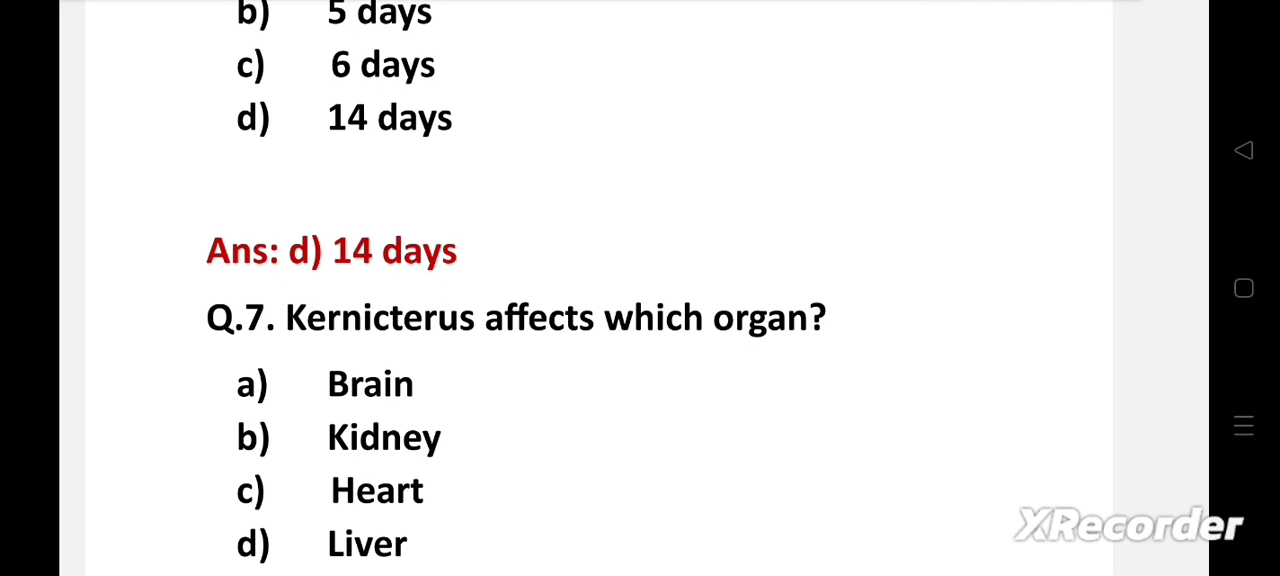 b) 5 days
c) 6 days
d) 14 days
Ans: d) 14 days
Q.7. Kernicterus affects which organ?
a) Brain
b) Kidney
c) Heart
d) Liver
XRecorder